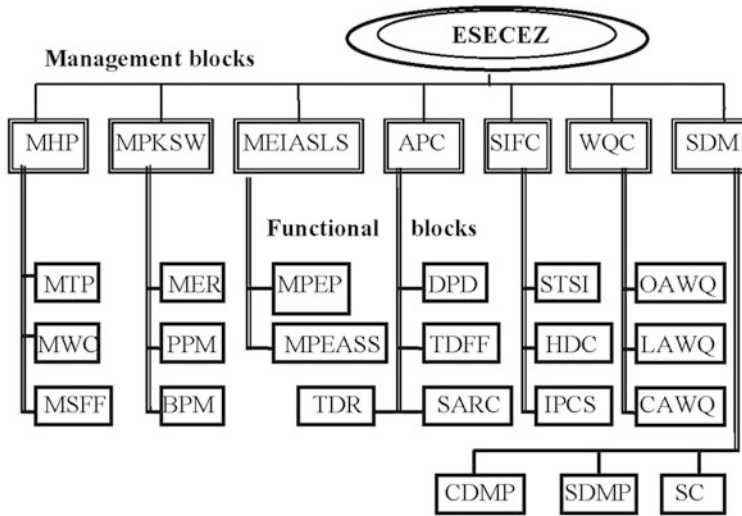 ESECEZ
Management blocks
MHP MPKSW MEIASLS APC SIFC WQC SDM
Functional blocks
MTP MER MPEP DPD STSI OAWQ
MWO PPM MPEASS TDFF HDC LAWQ
MSFF BPM TDR SARC IPCS CAWQ
CDMP SDMP SC